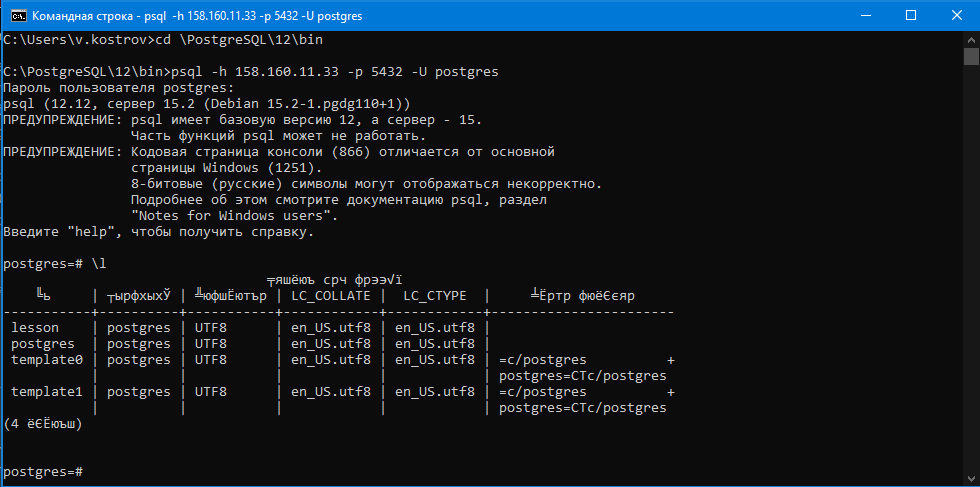 Командная строка - psql -h 158.160.11.33 -p 5432 -U postgres
C:\Users\v.kostrov>cd \PostgreSQL\12\bin
C:\PostgreSQL\12\bin>psql -h 158.160.11.33 -p 5432 -U postgres
Пароль пользователя postgres:
psql (12.12, сервер 15.2 (Debian 15.2-1.pgdg110+1))
ПРЕДУПРЕЖДЕНИЕ: psql имеет базовую версию 12, а сервер - 15.
                Часть функций psql может не работать.
ПРЕДУПРЕЖДЕНИЕ: Кодовая страница консоли (866) отличается от основной
                страницы Windows (1251).
                8-битовые (русские) символы могут отображаться некорректно.
                Подробнее об этом смотрите документацию psql, раздел
                "Notes for Windows users".
Введите "help", чтобы получить справку.
postgres=# \l
                                 ╤яшёюъ срч фрээ√ї
    ╚ь     | ┬ырфхыхЎ | ╩юфшЁютър | LC_COLLATE |  LC_CTYPE  |     ╧Ёртр фюёЄєяр
-----------+----------+-----------+------------+------------+-----------------------
 lesson    | postgres | UTF8      | en_US.utf8 | en_US.utf8 |
 postgres  | postgres | UTF8      | en_US.utf8 | en_US.utf8 |
 template0 | postgres | UTF8      | en_US.utf8 | en_US.utf8 | =c/postgres          +
           |          |           |            |            | postgres=CTc/postgres
 template1 | postgres | UTF8      | en_US.utf8 | en_US.utf8 | =c/postgres          +
           |          |           |            |            | postgres=CTc/postgres
(4 ёЄЁюъш)
postgres=#